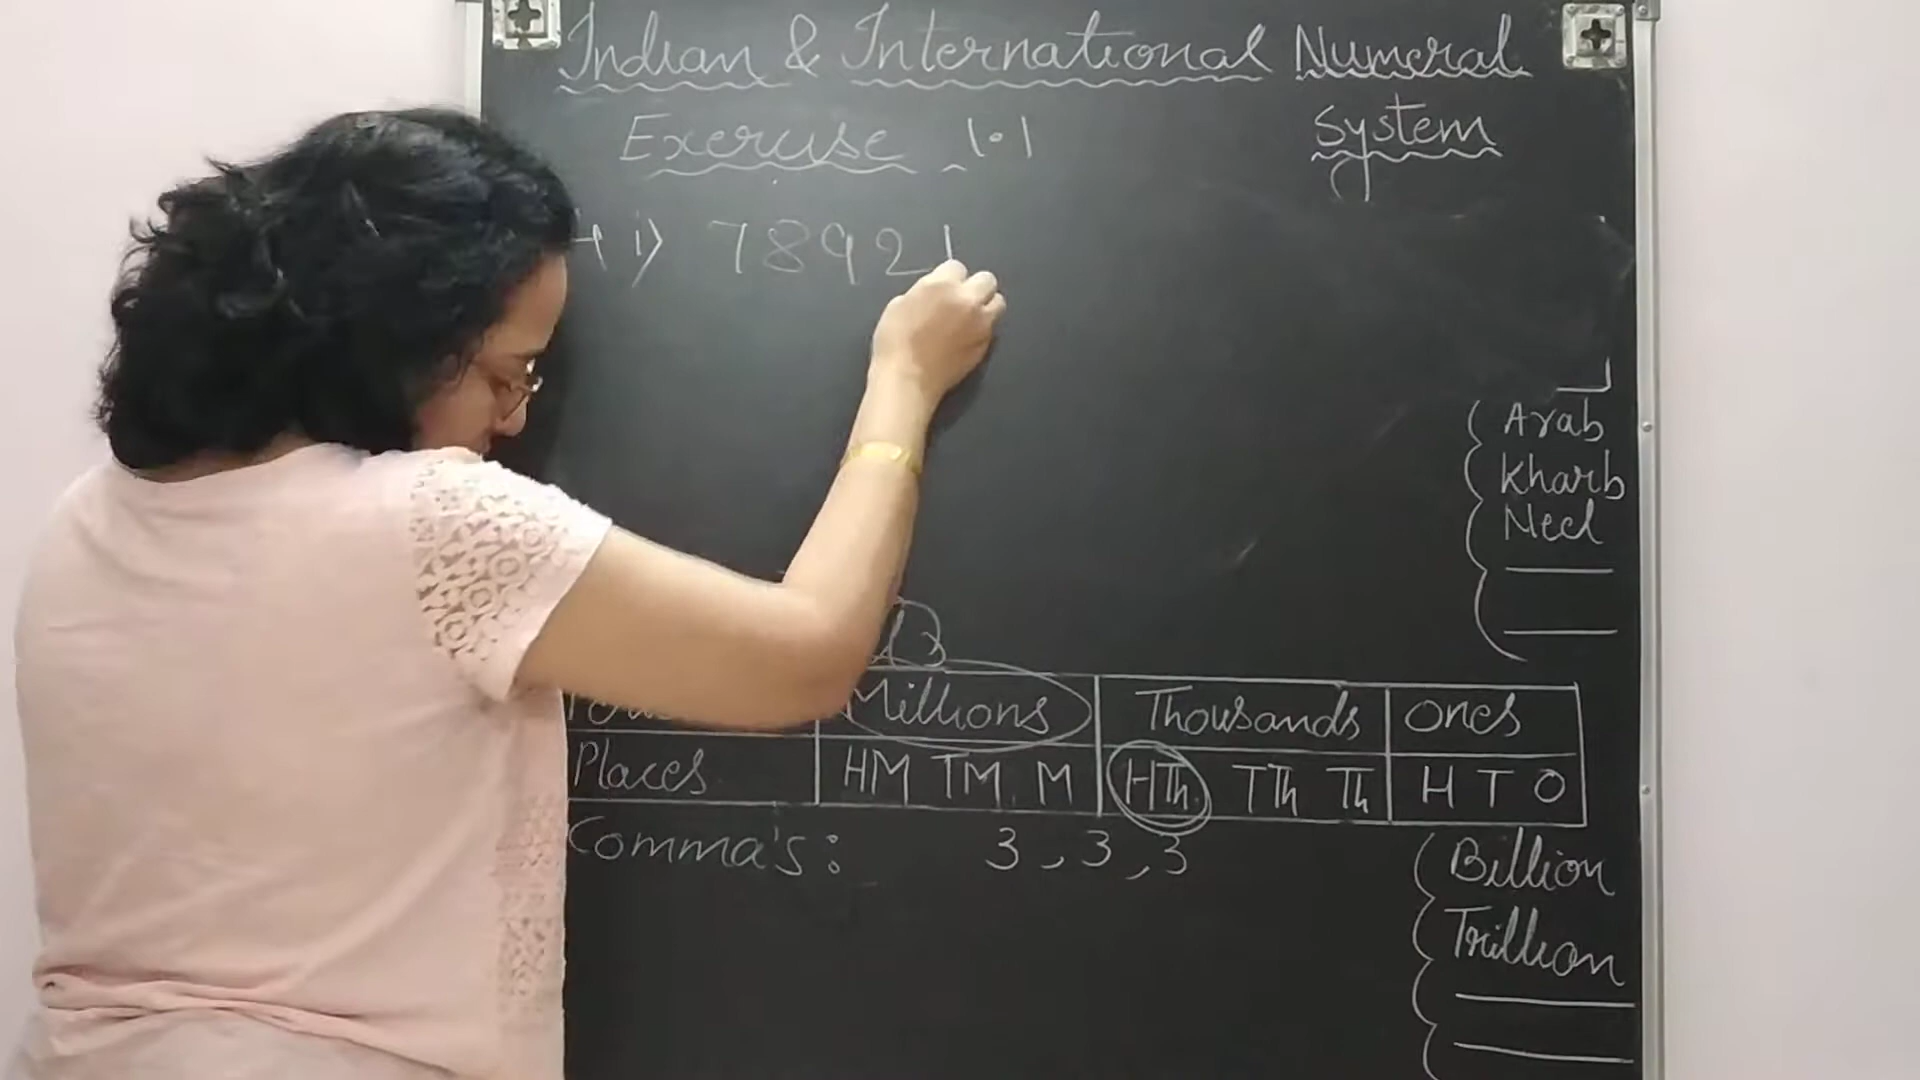 Indian & International Numeral
System
Exercise 1.1
i) 78921
Arab
Kharb
Neel
Millions Thousands Ones
Places HM TM M HTh TTh Th H T O
Comma's: 3,3,3
Billion
Trillion